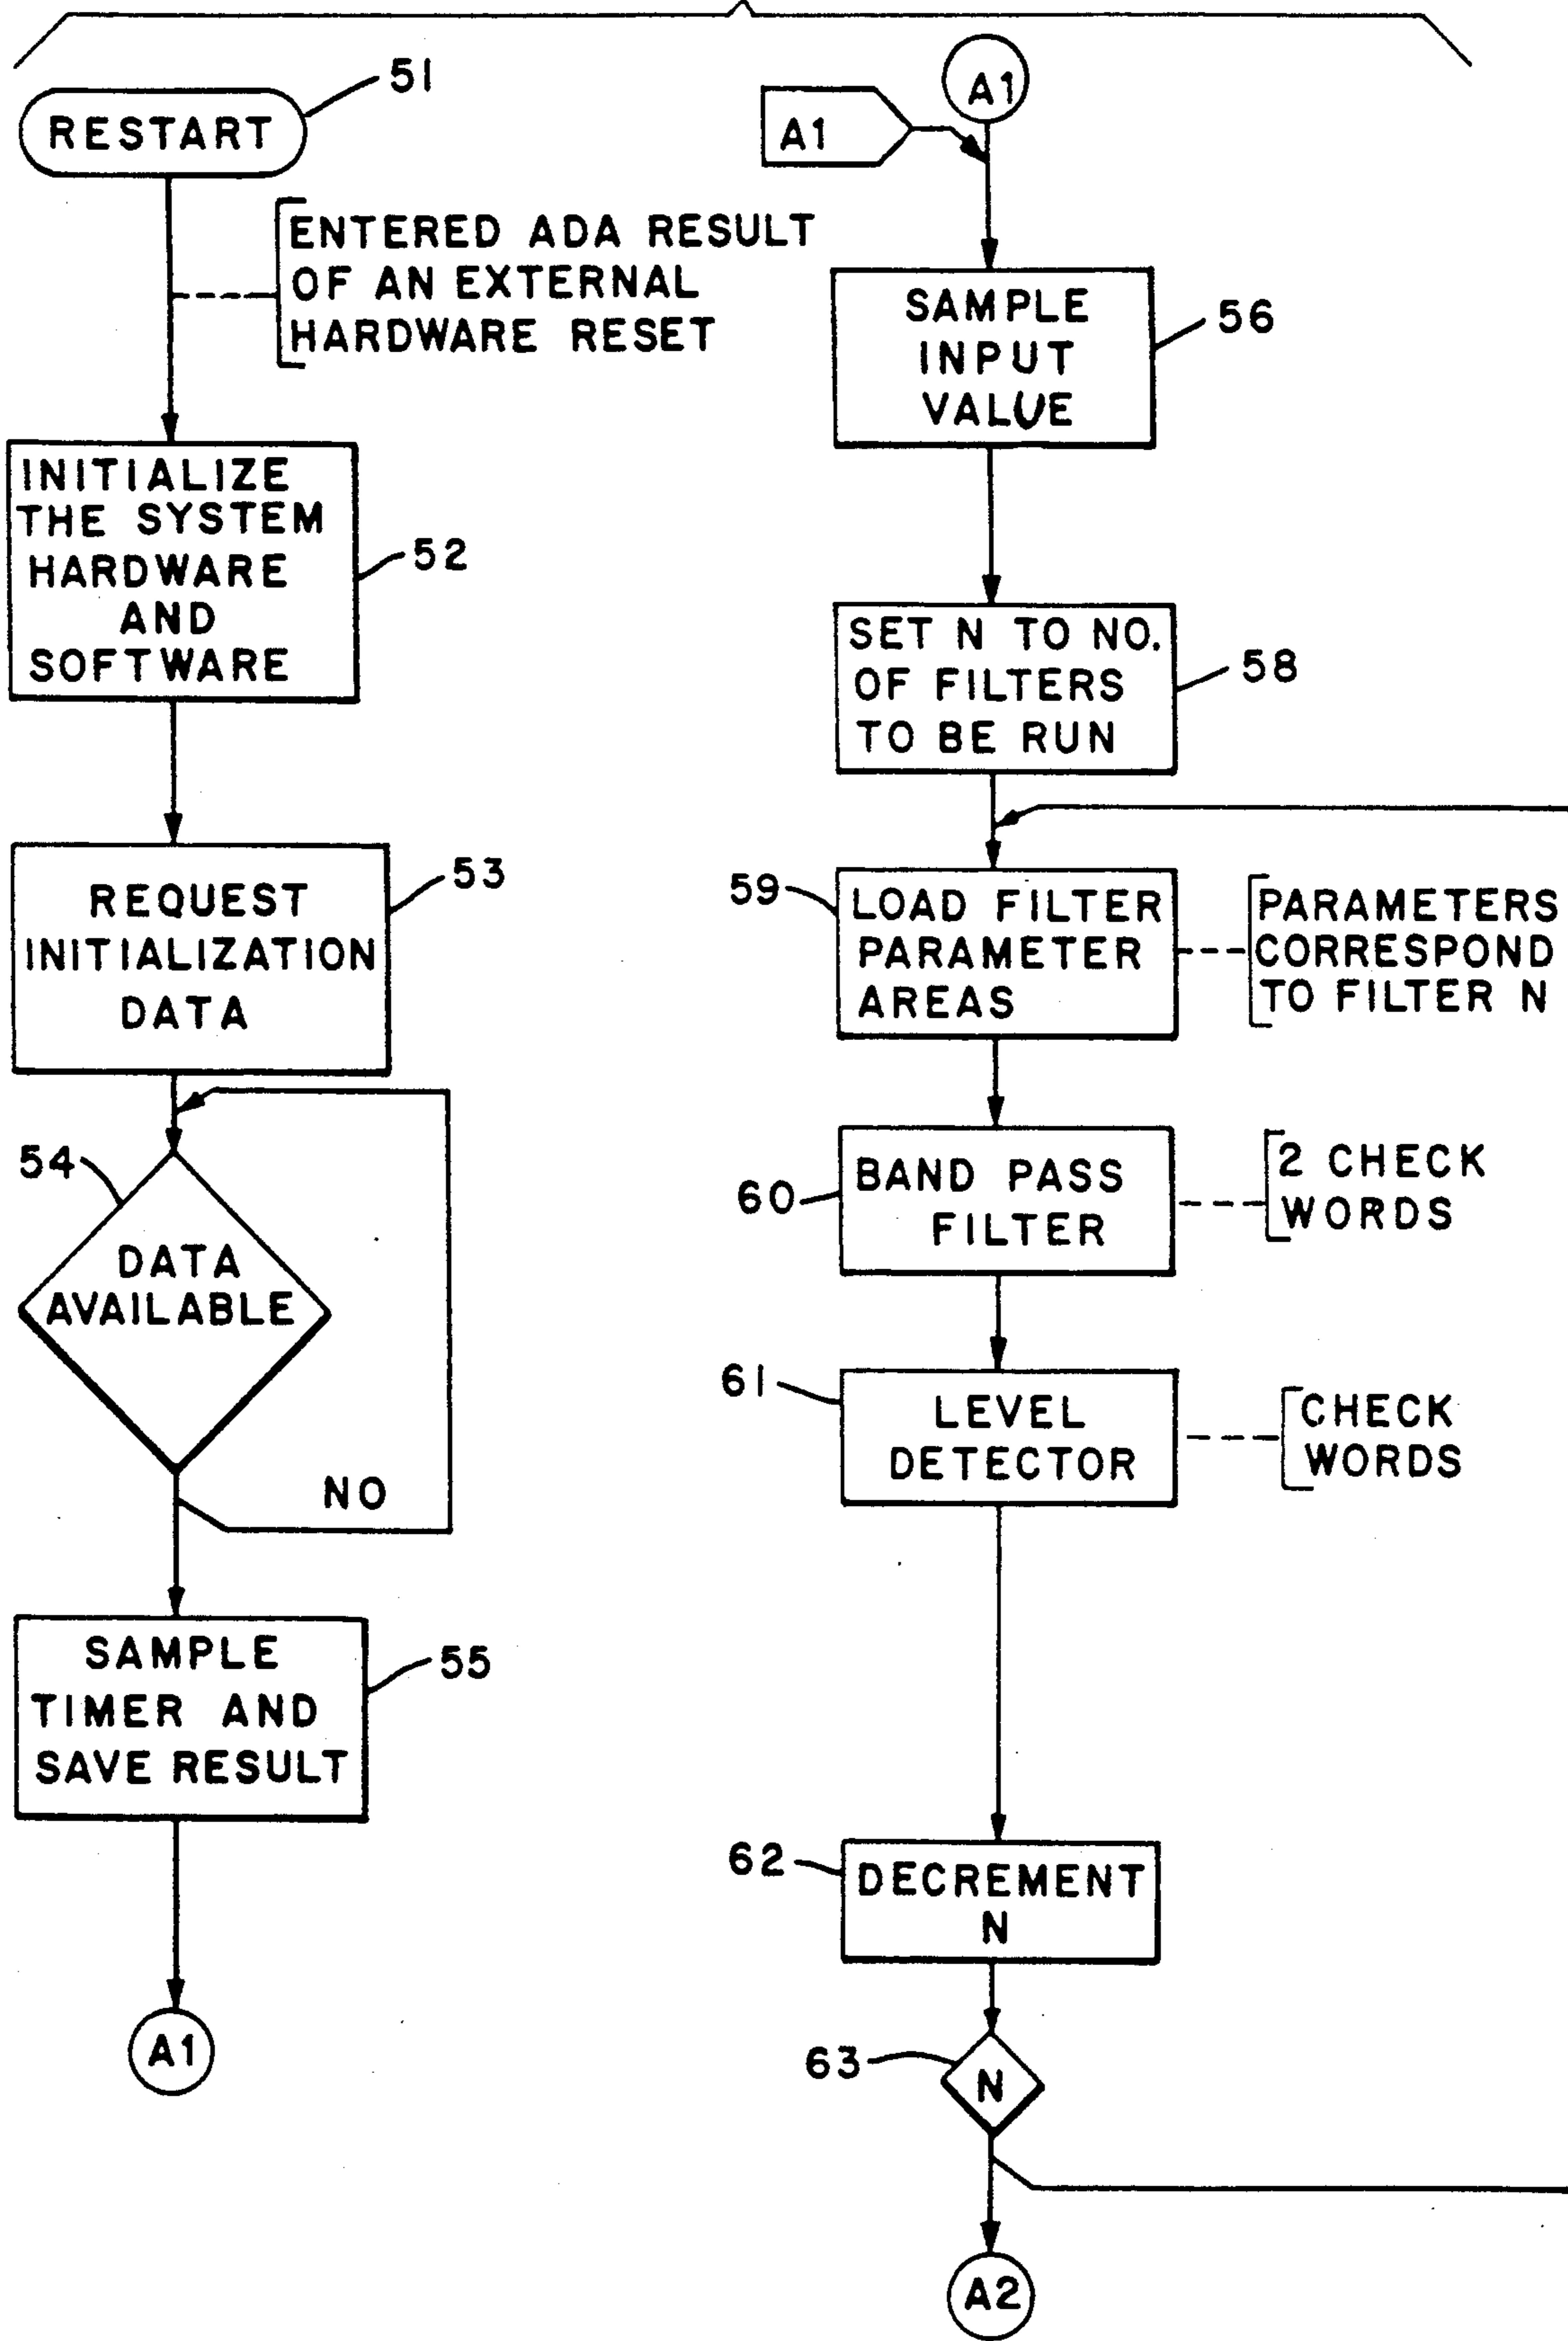 51
RESTART
ENTERED ADA RESULT
OF AN EXTERNAL
HARDWARE RESET
INITIALIZE
THE SYSTEM
HARDWARE
AND
SOFTWARE
52
REQUEST
INITIALIZATION
DATA
53
54
DATA
AVAILABLE
NO
SAMPLE
TIMER AND
SAVE RESULT
55
A1
A1
A1
SAMPLE
INPUT
VALUE
56
SET N TO NO.
OF FILTERS
TO BE RUN
58
59
LOAD FILTER
PARAMETER
AREAS
PARAMETERS
CORRESPOND
TO FILTER N
60
BAND PASS
FILTER
2 CHECK
WORDS
61
LEVEL
DETECTOR
CHECK
WORDS
62
DECREMENT
N
63
N
A2